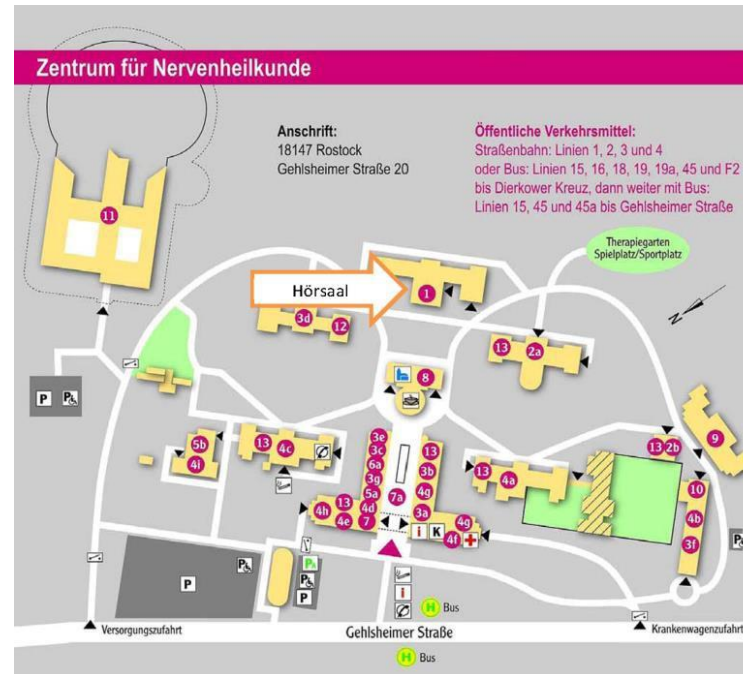 Zentrum für Nervenheilkunde
Anschrift:
18147 Rostock
Gehlsheimer Straße 20
Öffentliche Verkehrsmittel:
Straßenbahn: Linien 1, 2, 3 und 4
oder Bus: Linien 15, 16, 18, 19, 19a, 45 und F2
bis Dierkower Kreuz, dann weiter mit Bus:
Linien 15, 45 und 45a bis Gehlsheimer Straße
11
Therapiegarten
Spielplatz/Sportplatz
Hörsaal
1
3d
12
N
13
2a
8
P
P
9
5b
4i
13
4c
3e
3c
6a
3g
5a
13
4d
4h
4e
7
7a
13
3b
4g
3a
4g
4f
i
K
13
4a
13
2b
10
4b
3f
P
P
P
P
P
P
i
H
Bus
Versorgungszufahrt
Gehlsheimer Straße
Krankenwagenzufahrt
H
Bus